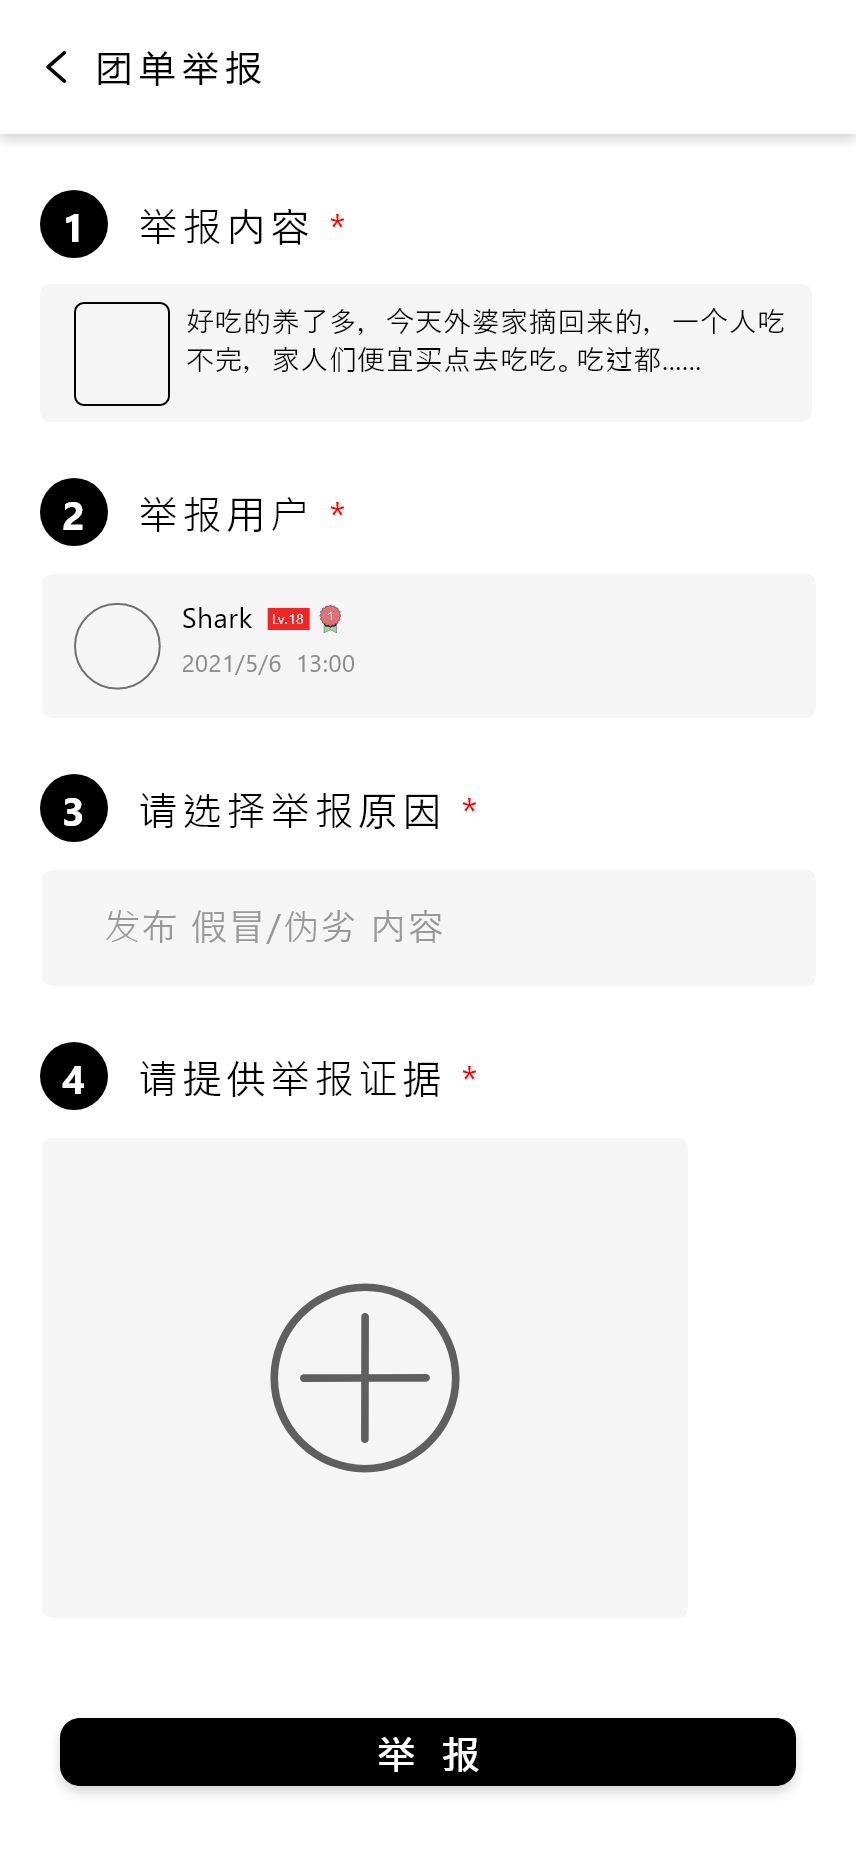 团单举报
1 举报内容 *
好吃的养了多，今天外婆家摘回来的，一个人吃
不完，家人们便宜买点去吃吃。吃过都......
2 举报用户 *
Shark Lv.18 1
2021/5/6 13:00
3 请选择举报原因 *
发布 假冒/伪劣 内容
4 请提供举报证据 *
举 报